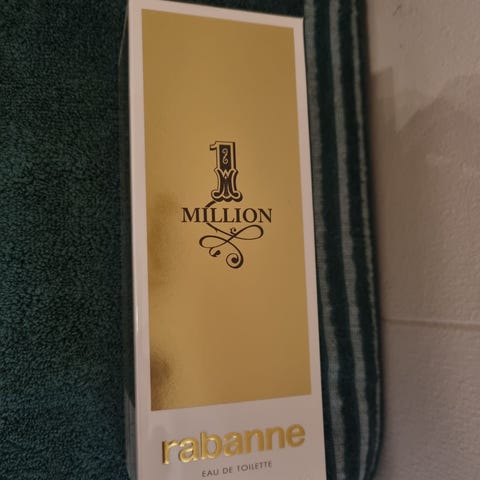 1
MILLION
rabanne
EAU DE TOILETTE